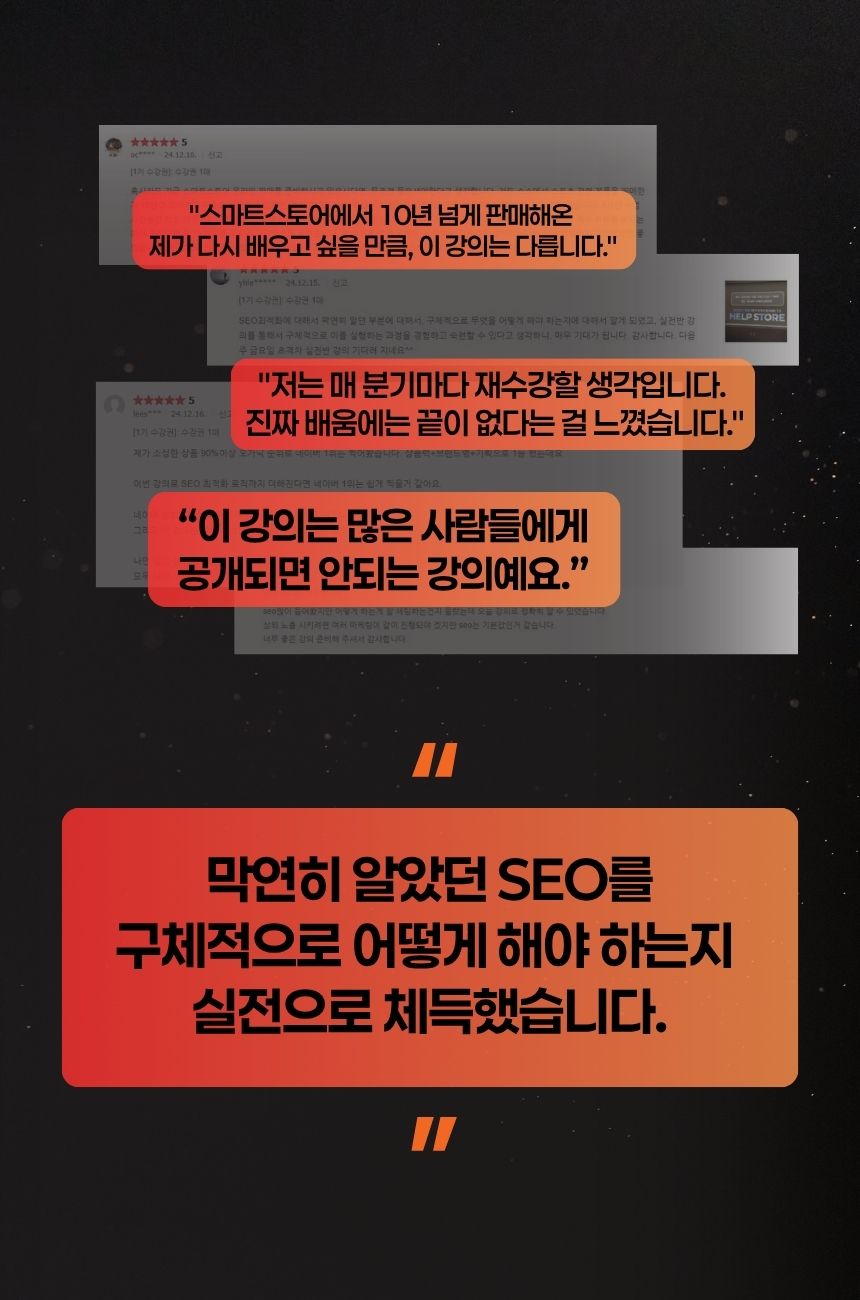 ★★★★★ 5
oc**** · 24.12.16. | 신고
[1기 수강권]: 수강권 1매
"스마트스토어에서 10년 넘게 판매해온
제가 다시 배우고 싶을 만큼, 이 강의는 다릅니다."
★★★★★ 5
24.12.15. | 신고
[1기 수강권]: 수강권 1매
SEO최적화에 대해서 막연히 알던 부분에 대해서, 구체적으로 무엇을 어떻게 해야 하는지에 대해서 알게 되었고, 실전반 강
의를 통해서 구체적으로 이를 실행하는 과정을 경험하고 숙련할 수 있다고 생각하니, 매우 기대가 됩니다. 감사합니다. 다음
주 금요일 초격차 실전반 강의 기다려 지네요^^
HELP STORE
"저는 매 분기마다 재수강할 생각입니다.
진짜 배움에는 끝이 없다는 걸 느꼈습니다."
★★★★★ 5
lees*** · 24.12.16. | 신고
[1기 수강권]: 수강권 1매
제가 소싱한 상품 90%이상 오가닉 순위로 네이버 1위는 찍어봤습니다. 상품력+브랜드명+기획으로 1등 했는데요
이번 강의로 SEO 최적화 로직까지 더해진다면 네이버 1위는 쉽게 찍을거 같아요.
“이 강의는 많은 사람들에게
공개되면 안되는 강의예요.”
seo많이 들어봤지만 어떻게 하는게 잘 세팅하는건지 몰랐는데 오늘 강의로 정확히 알 수 있었습니다
상위 노출 시키려면 여러 마케팅이 같이 진행되야 겠지만 seo는 기본값인거 같습니다.
너무 좋은 강의 준비해 주셔서 감사합니다
"
막연히 알았던 SEO를
구체적으로 어떻게 해야 하는지
실전으로 체득했습니다.
"